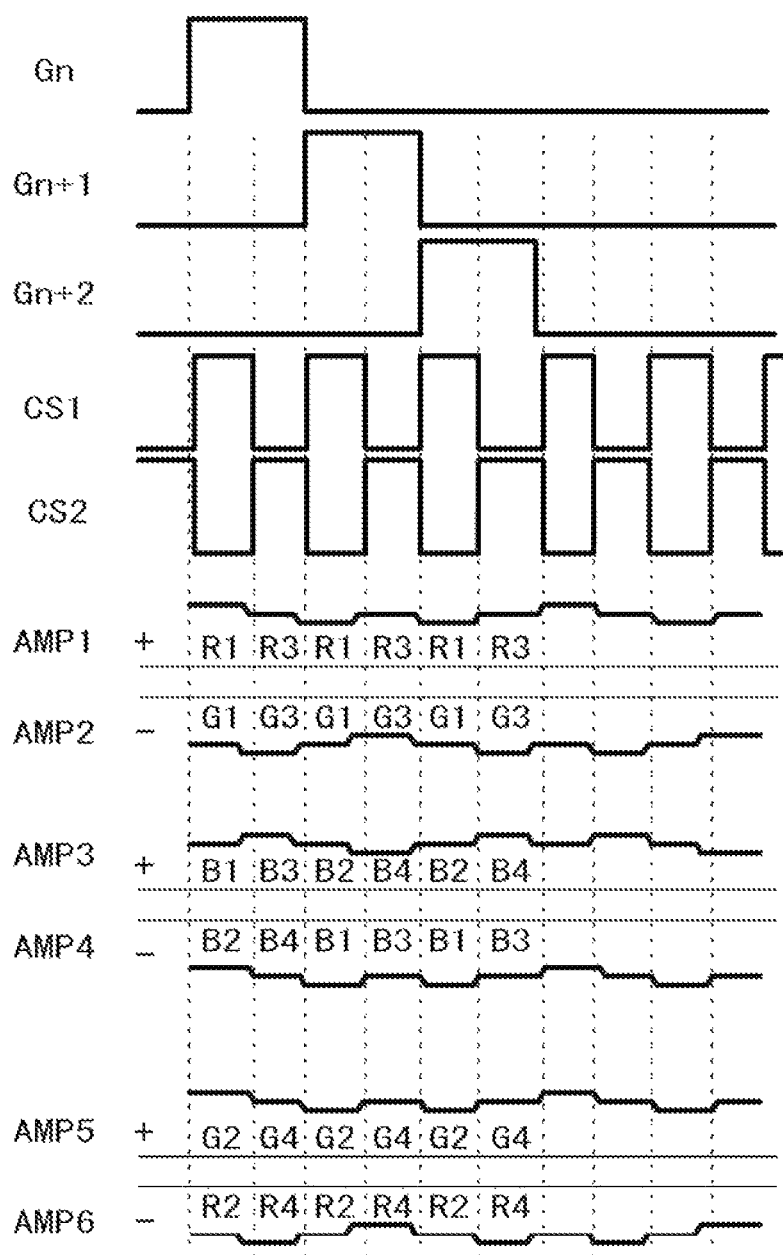 Gn
Gn+1
Gn+2
CS1
CS2
AMP1 + R1 R3 R1 R3 R1 R3
AMP2 − G1 G3 G1 G3 G1 G3
AMP3 + B1 B3 B2 B4 B2 B4
AMP4 − B2 B4 B1 B3 B1 B3
AMP5 + G2 G4 G2 G4 G2 G4
AMP6 − R2 R4 R2 R4 R2 R4